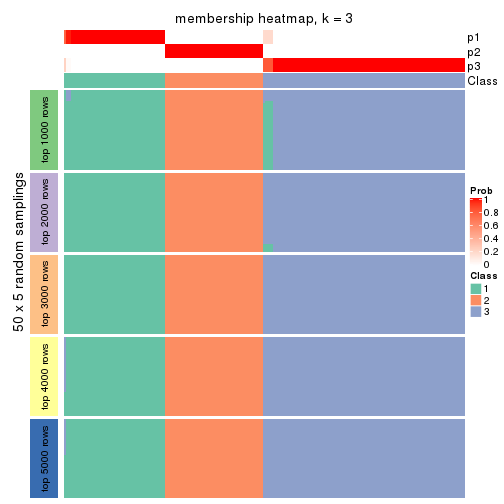 membership heatmap, k = 3
p1
p2
p3
Class
50 x 5 random samplings
top 1000 rows
top 2000 rows
top 3000 rows
top 4000 rows
top 5000 rows
Prob
1
0.8
0.6
0.4
0.2
0
Class
1
2
3